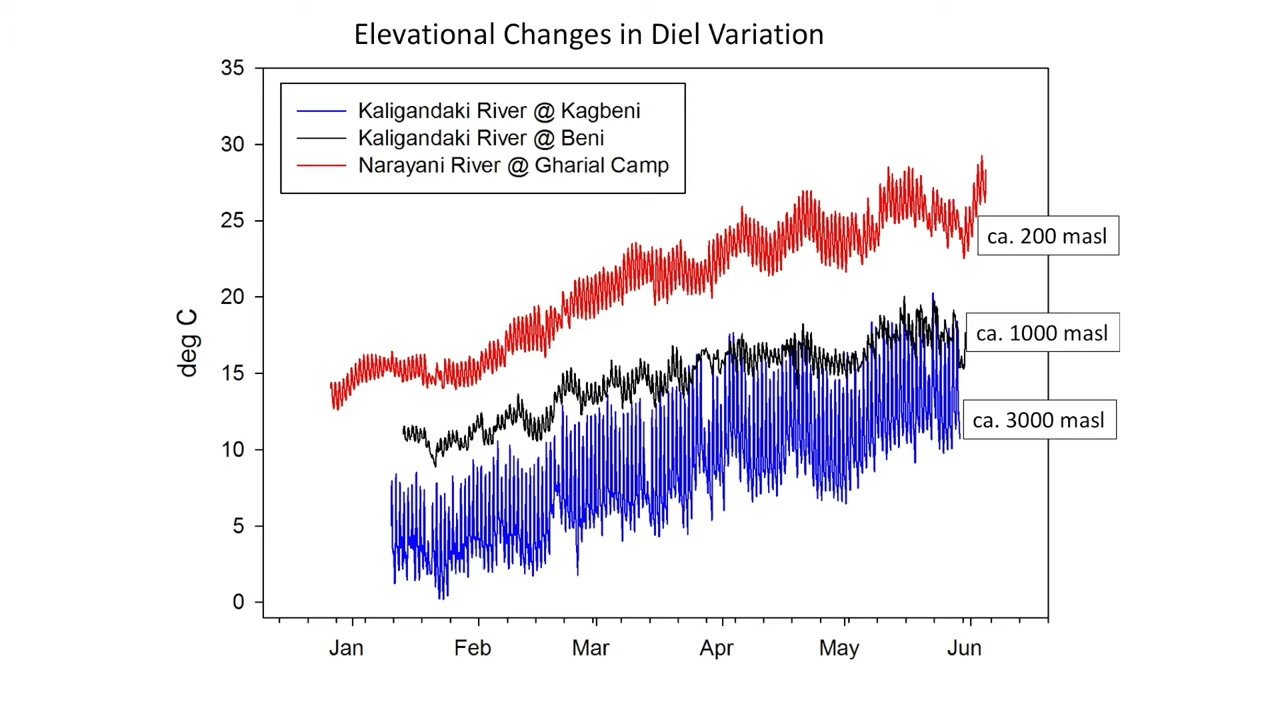 Elevational Changes in Diel Variation
35
Kaligandaki River @ Kagbeni
Kaligandaki River @ Beni
Narayani River @ Gharial Camp
30
25
20
15
10
5
0
deg C
ca. 200 masl
ca. 1000 masl
ca. 3000 masl
Jan Feb Mar Apr May Jun